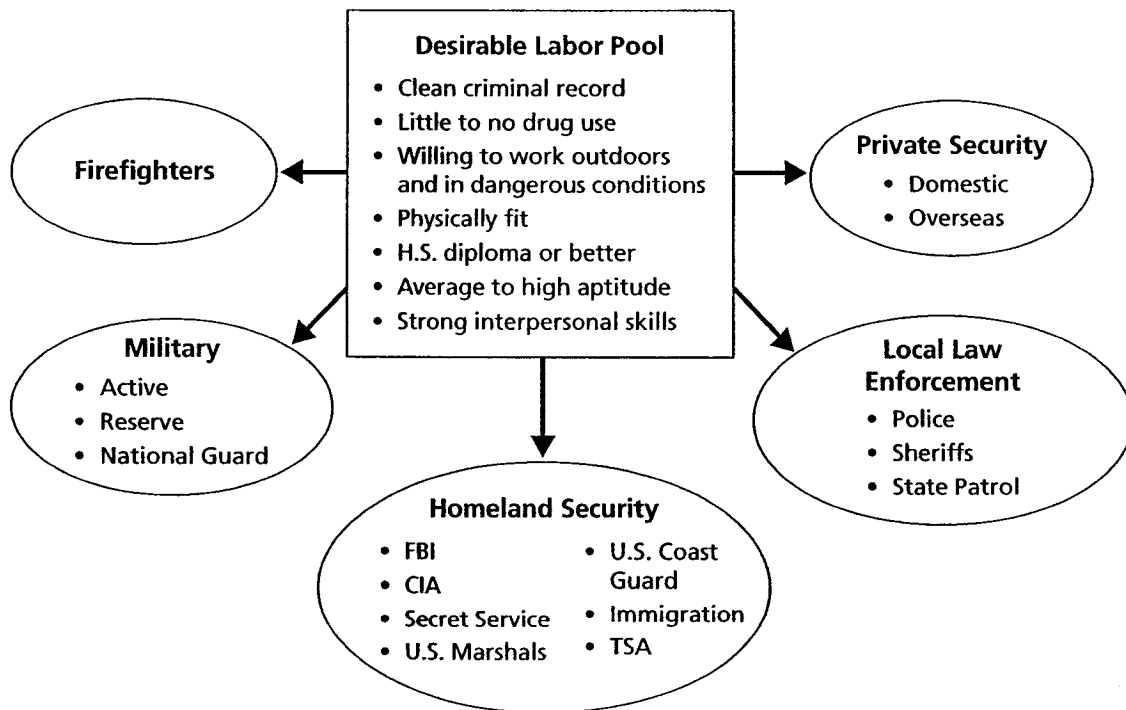 Desirable Labor Pool
• Clean criminal record
• Little to no drug use
• Willing to work outdoors
and in dangerous conditions
• Physically fit
• H.S. diploma or better
• Average to high aptitude
• Strong interpersonal skills
Firefighters
Private Security
• Domestic
• Overseas
Military
• Active
• Reserve
• National Guard
Local Law
Enforcement
• Police
• Sheriffs
• State Patrol
Homeland Security
• FBI
• CIA
• Secret Service
• U.S. Marshals
• U.S. Coast
Guard
• Immigration
• TSA